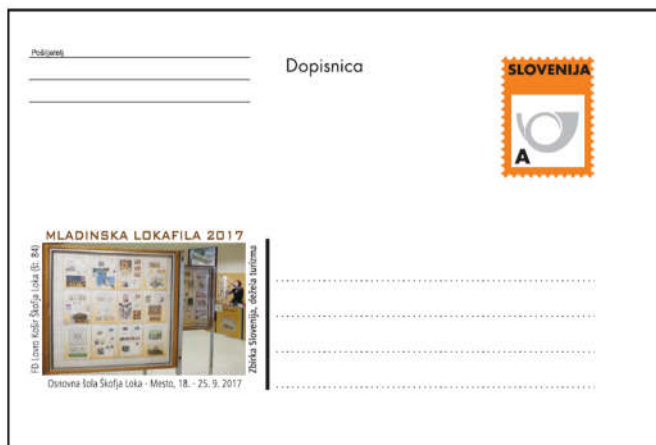 Pošiljatelj
Dopisnica
SLOVENIJA
A
MLADINSKA LOKAFILA 2017
FD Lovro Košir Škofja Loka (št. 84)
Zbirka Slovenija, dežela turizma
Osnovna šola Škofja Loka - Mesto, 18. - 25. 9. 2017